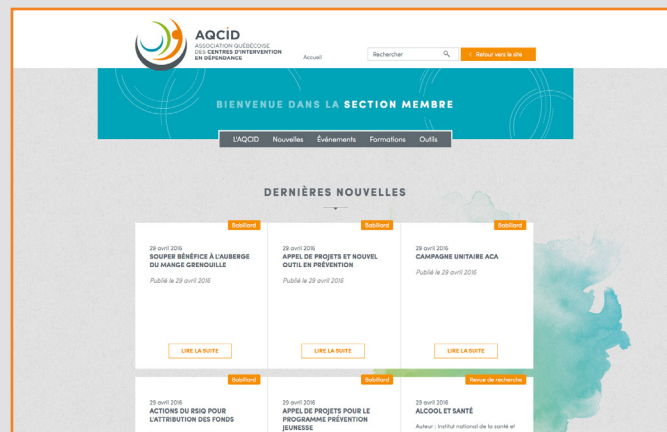 AQCID
ASSOCIATION QUÉBÉCOISE
DES CENTRES D'INTERVENTION
EN DÉPENDANCE
Accueil
Rechercher
Retour vers le site
BIENVENUE DANS LA SECTION MEMBRE
L'AQCID Nouvelles Événements Formations Outils
DERNIÈRES NOUVELLES
Babillard
29 avril 2016
SOUPER BÉNÉFICE À L'AUBERGE
DU MANGE GRENOUILLE
Publié le 29 avril 2016
LIRE LA SUITE
Babillard
29 avril 2016
APPEL DE PROJETS ET NOUVEL
OUTIL EN PRÉVENTION
Publié le 29 avril 2016
LIRE LA SUITE
Babillard
29 avril 2016
CAMPAGNE UNITAIRE ACA
Publié le 29 avril 2016
LIRE LA SUITE
Babillard
29 avril 2016
ACTIONS DU RSIQ POUR
L'ATTRIBUTION DES FONDS
Babillard
29 avril 2016
APPEL DE PROJETS POUR LE
PROGRAMME PRÉVENTION
JEUNESSE
Revue de recherche
29 avril 2016
ALCOOL ET SANTÉ
Auteur : Institut national de la santé et